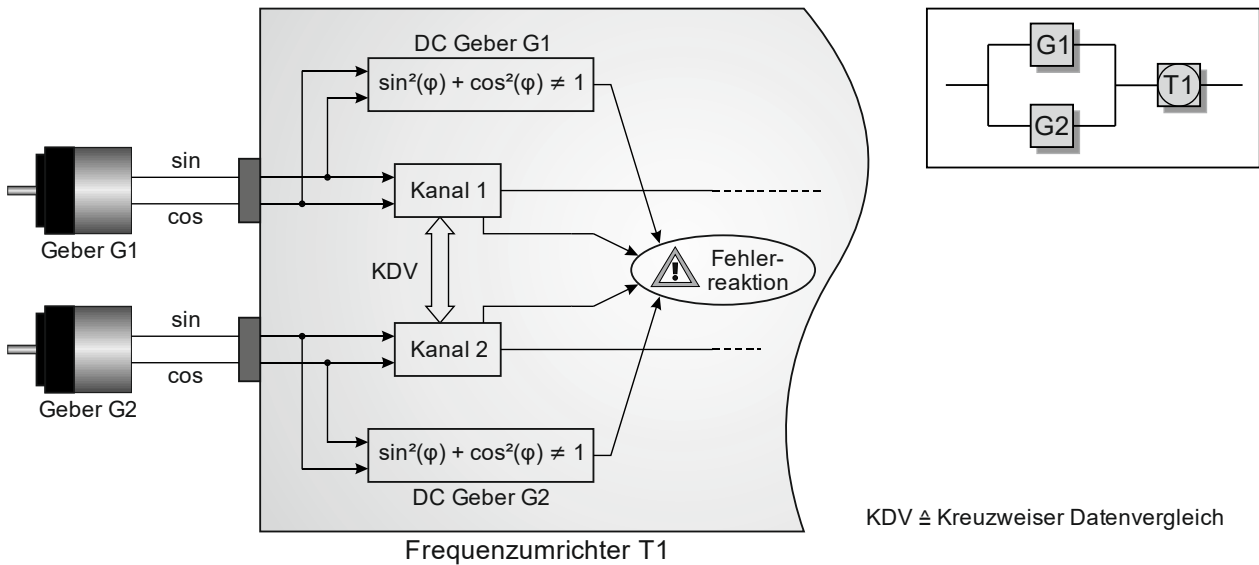 DC Geber G1
sin²(φ) + cos²(φ) ≠ 1
G1
G2
T1
sin
cos
Geber G1
Kanal 1
KDV
Fehler-
reaktion
sin
cos
Geber G2
Kanal 2
sin²(φ) + cos²(φ) ≠ 1
DC Geber G2
KDV ≙ Kreuzweiser Datenvergleich
Frequenzumrichter T1